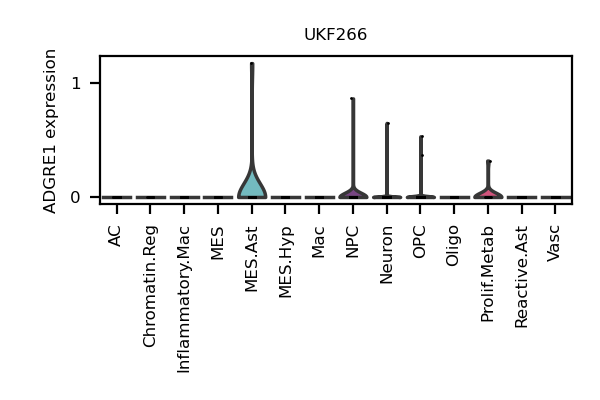 UKF266
ADGRE1 expression
1
0
AC
Chromatin.Reg
Inflammatory.Mac
MES
MES.Ast
MES.Hyp
Mac
NPC
Neuron
OPC
Oligo
Prolif.Metab
Reactive.Ast
Vasc